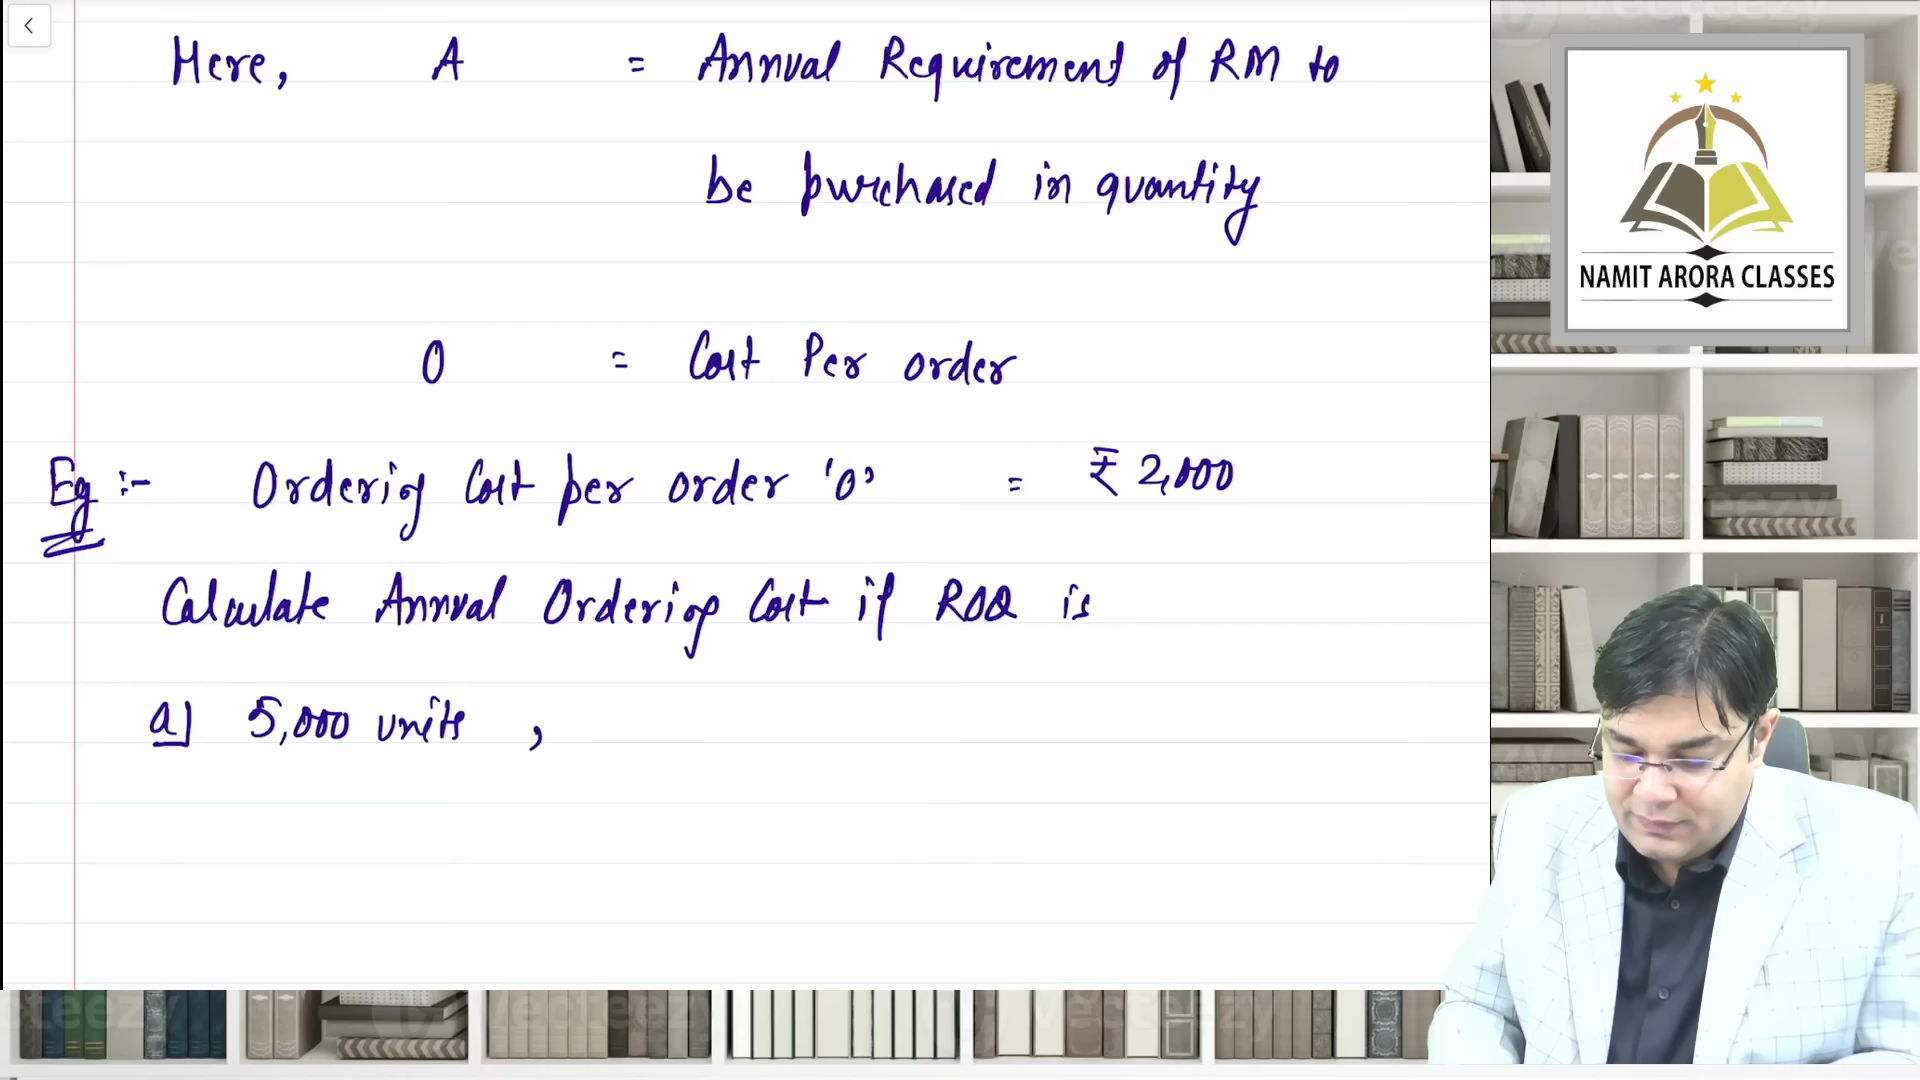 Here, A = Annual Requirement of RM to
be purchased in quantity
O = Cost Per order
Eg :- Ordering Cost per order 'O' = ₹ 2,000
Calculate Annual Ordering Cost if ROQ is
a] 5,000 units ,
NAMIT ARORA CLASSES